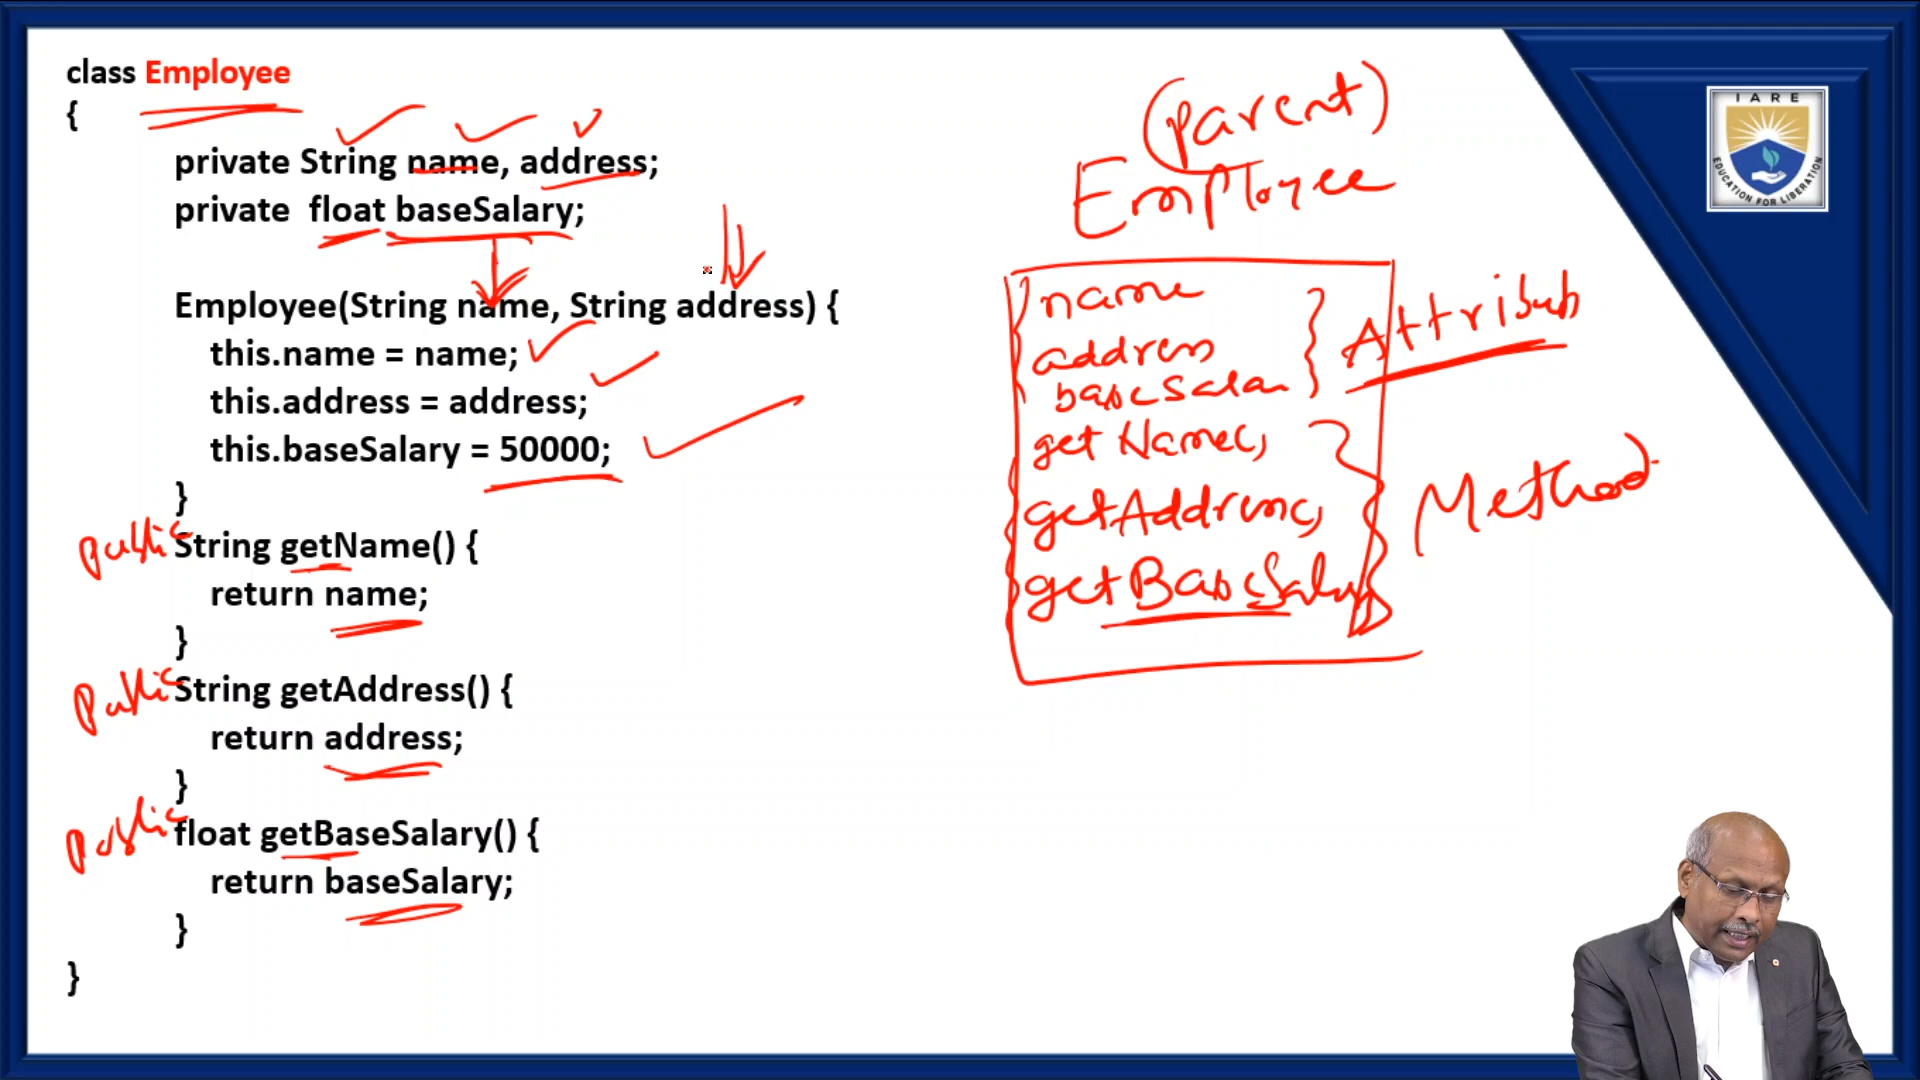 class Employee
{
private String name, address;
private float baseSalary;
Employee(String name, String address) {
this.name = name;
this.address = address;
this.baseSalary = 50000;
}
public String getName() {
return name;
}
public String getAddress() {
return address;
}
public float getBaseSalary() {
return baseSalary;
}
}
(parent)
Employee
name
address
baseSalar
getName()
getAddress()
getBaseSalary
Attributes
Method
IARE
EDUCATION FOR LIBERATION